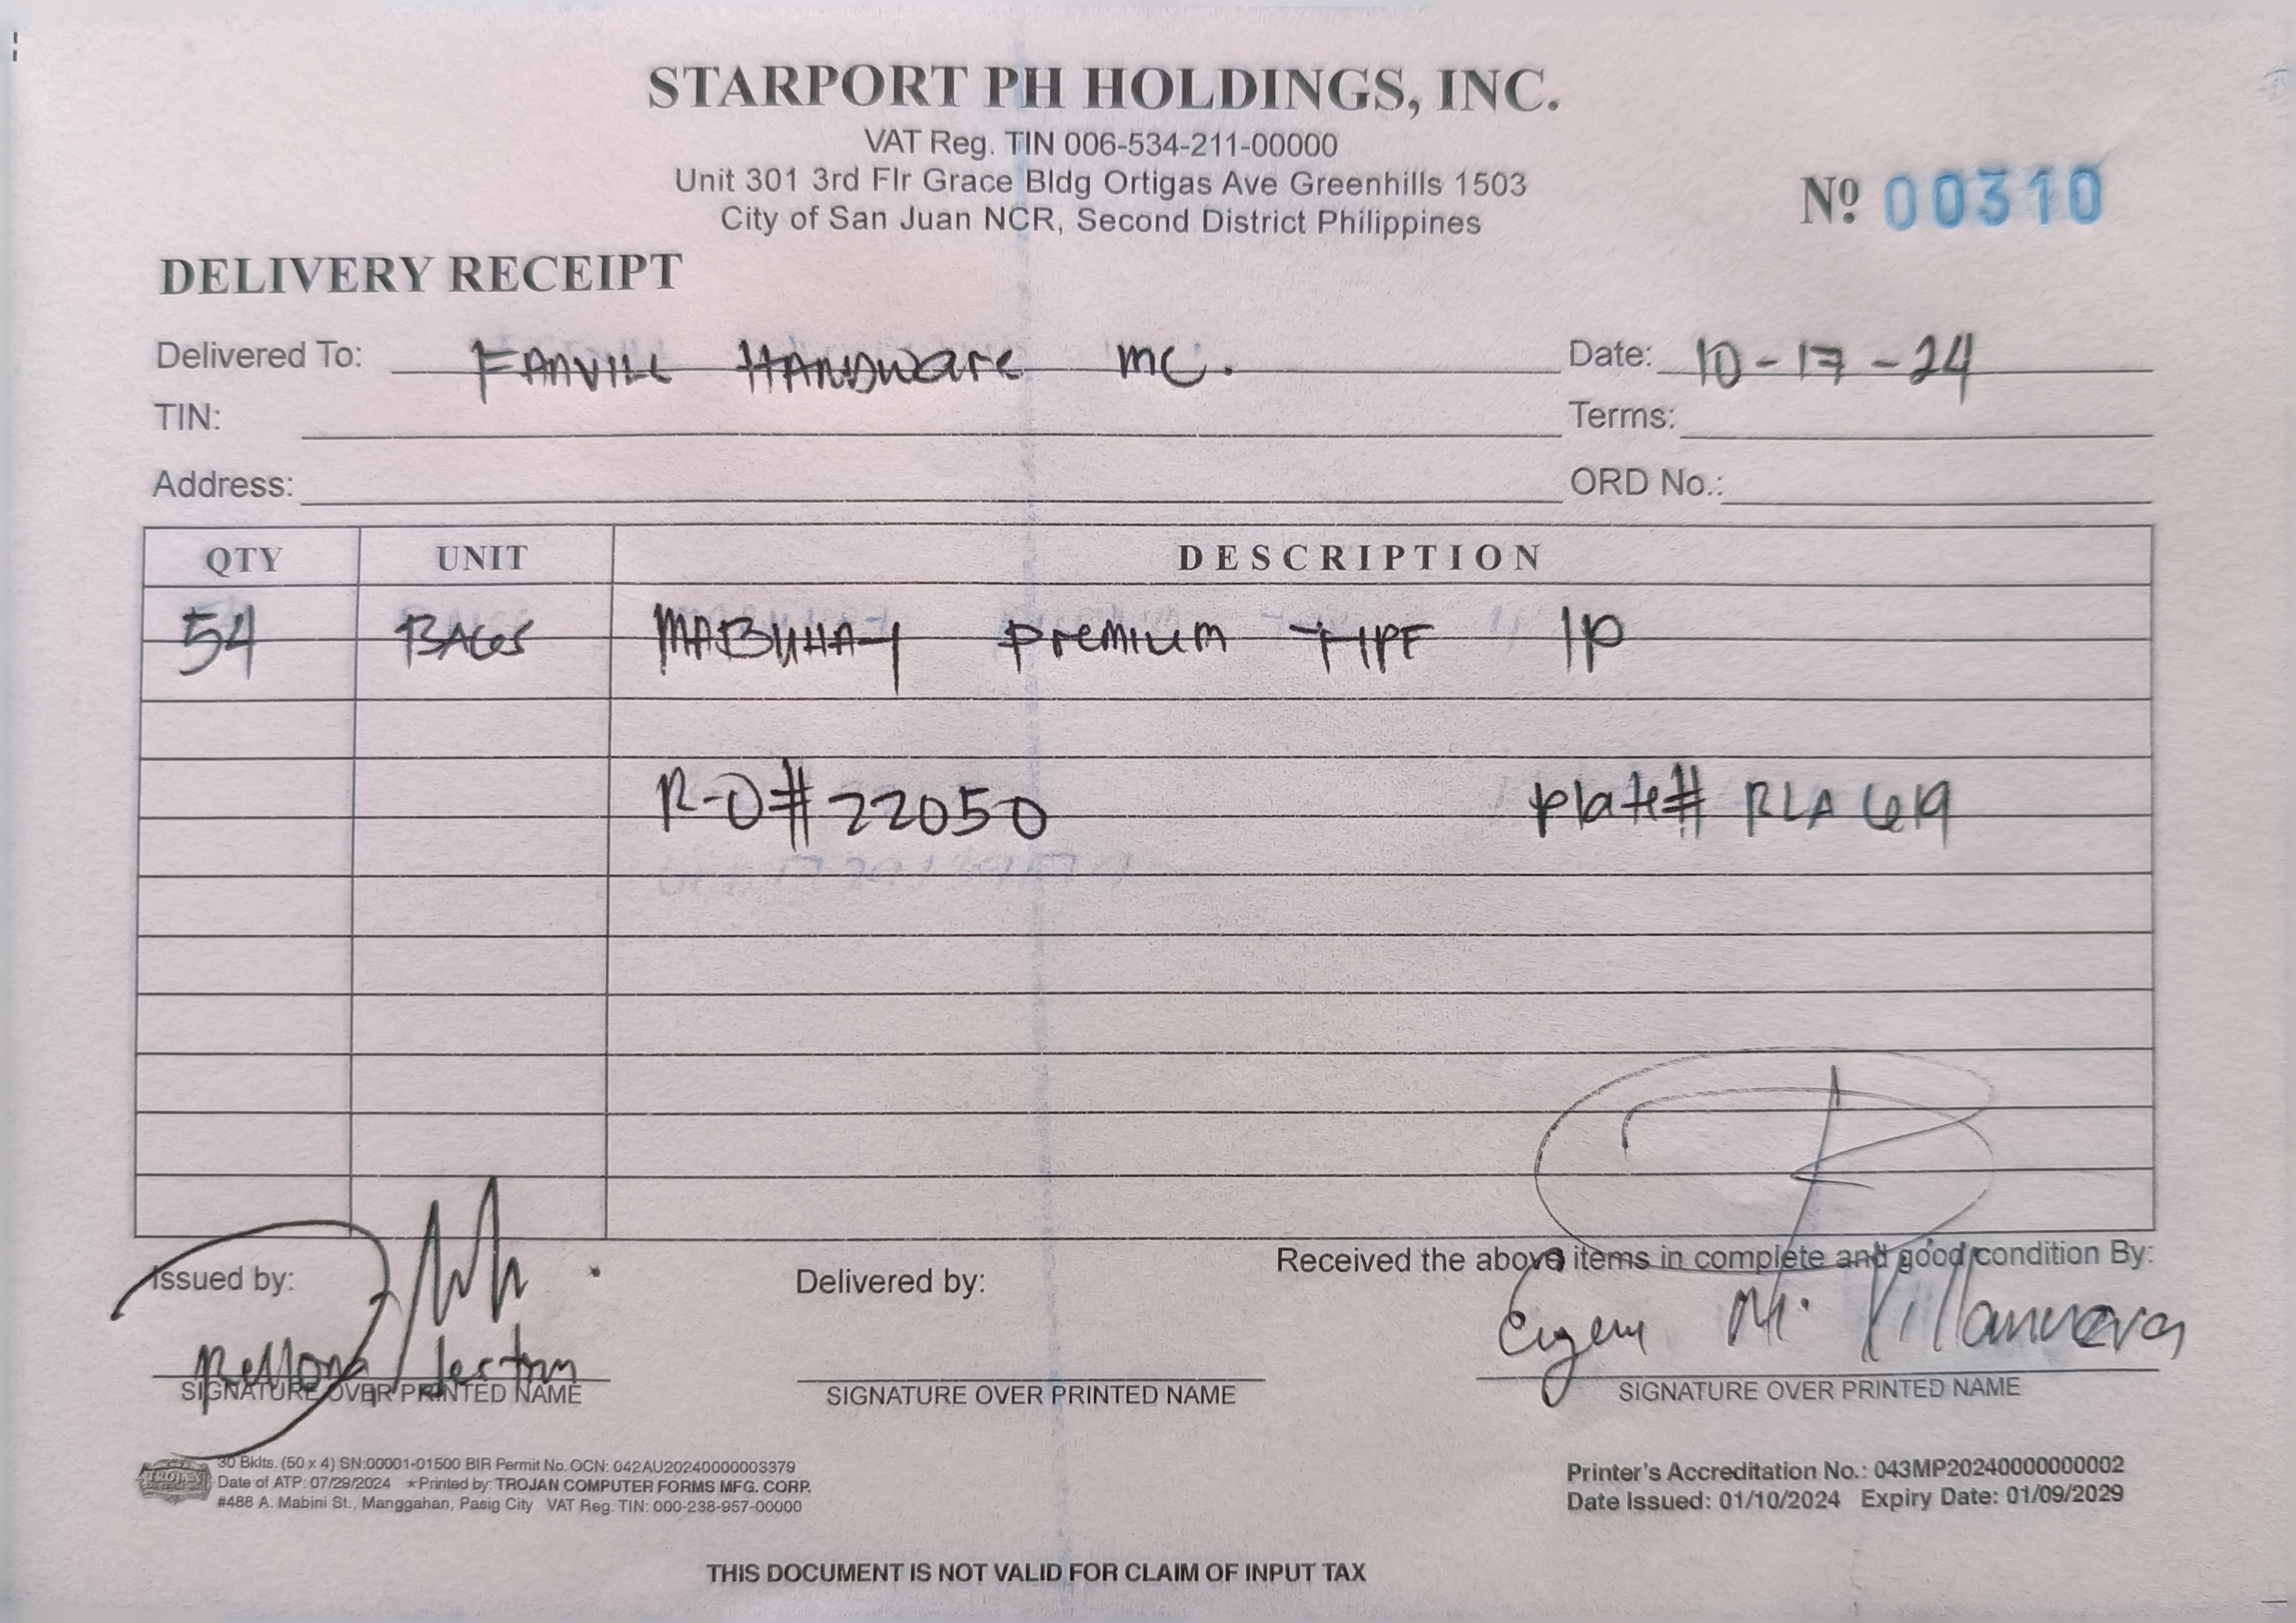 STARPORT PH HOLDINGS, INC.
VAT Reg. TIN 006-534-211-00000
Unit 301 3rd Flr Grace Bldg Ortigas Ave Greenhills 1503
City of San Juan NCR, Second District Philippines
Nº 00310
DELIVERY RECEIPT
Delivered To: FANVILL HARDWare INC. Date: 10-17-24
TIN: Terms:
Address: ORD No.:
QTY UNIT DESCRIPTION
54 BAGS MABUHAY Premium THPF 1P
R-O# 22050 Plate# RLA 619
Received the above items in complete and good condition By:
Issued by: Delivered by:
M. Villanueva
SIGNATURE OVER PRINTED NAME SIGNATURE OVER PRINTED NAME SIGNATURE OVER PRINTED NAME
TROJAN
30 Bklts. (50 x 4) SN:00001-01500 BIR Permit No. OCN: 042AU20240000003379
Date of ATP: 07/29/2024 ★Printed by: TROJAN COMPUTER FORMS MFG. CORP.
#488 A. Mabini St., Manggahan, Pasig City VAT Reg. TIN: 000-238-957-00000
Printer's Accreditation No.: 043MP20240000000002
Date Issued: 01/10/2024 Expiry Date: 01/09/2029
THIS DOCUMENT IS NOT VALID FOR CLAIM OF INPUT TAX